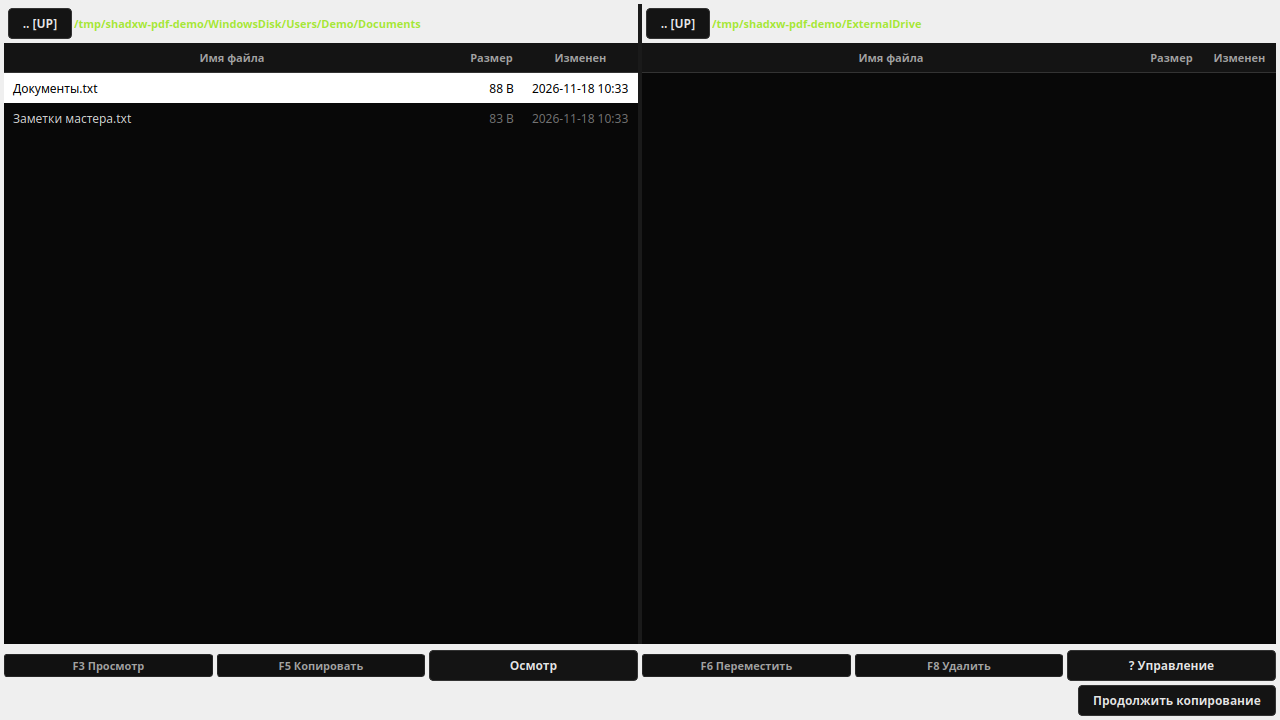 .. [UP] /tmp/shadxw-pdf-demo/WindowsDisk/Users/Demo/Documents
Имя файла Размер Изменен
Документы.txt 88 B 2026-11-18 10:33
Заметки мастера.txt 83 B 2026-11-18 10:33
.. [UP] /tmp/shadxw-pdf-demo/ExternalDrive
Имя файла Размер Изменен
F3 Просмотр F5 Копировать Осмотр F6 Переместить F8 Удалить ? Управление
Продолжить копирование